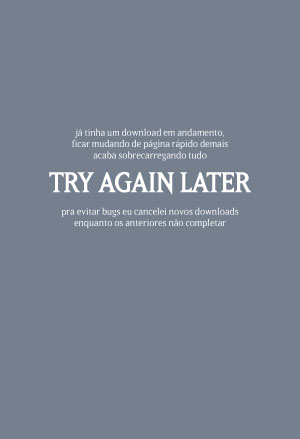 já tinha um download em andamento,
ficar mudando de página rápido demais
acaba sobrecarregando tudo
TRY AGAIN LATER
pra evitar bugs eu cancelei novos downloads
enquanto os anteriores não completar